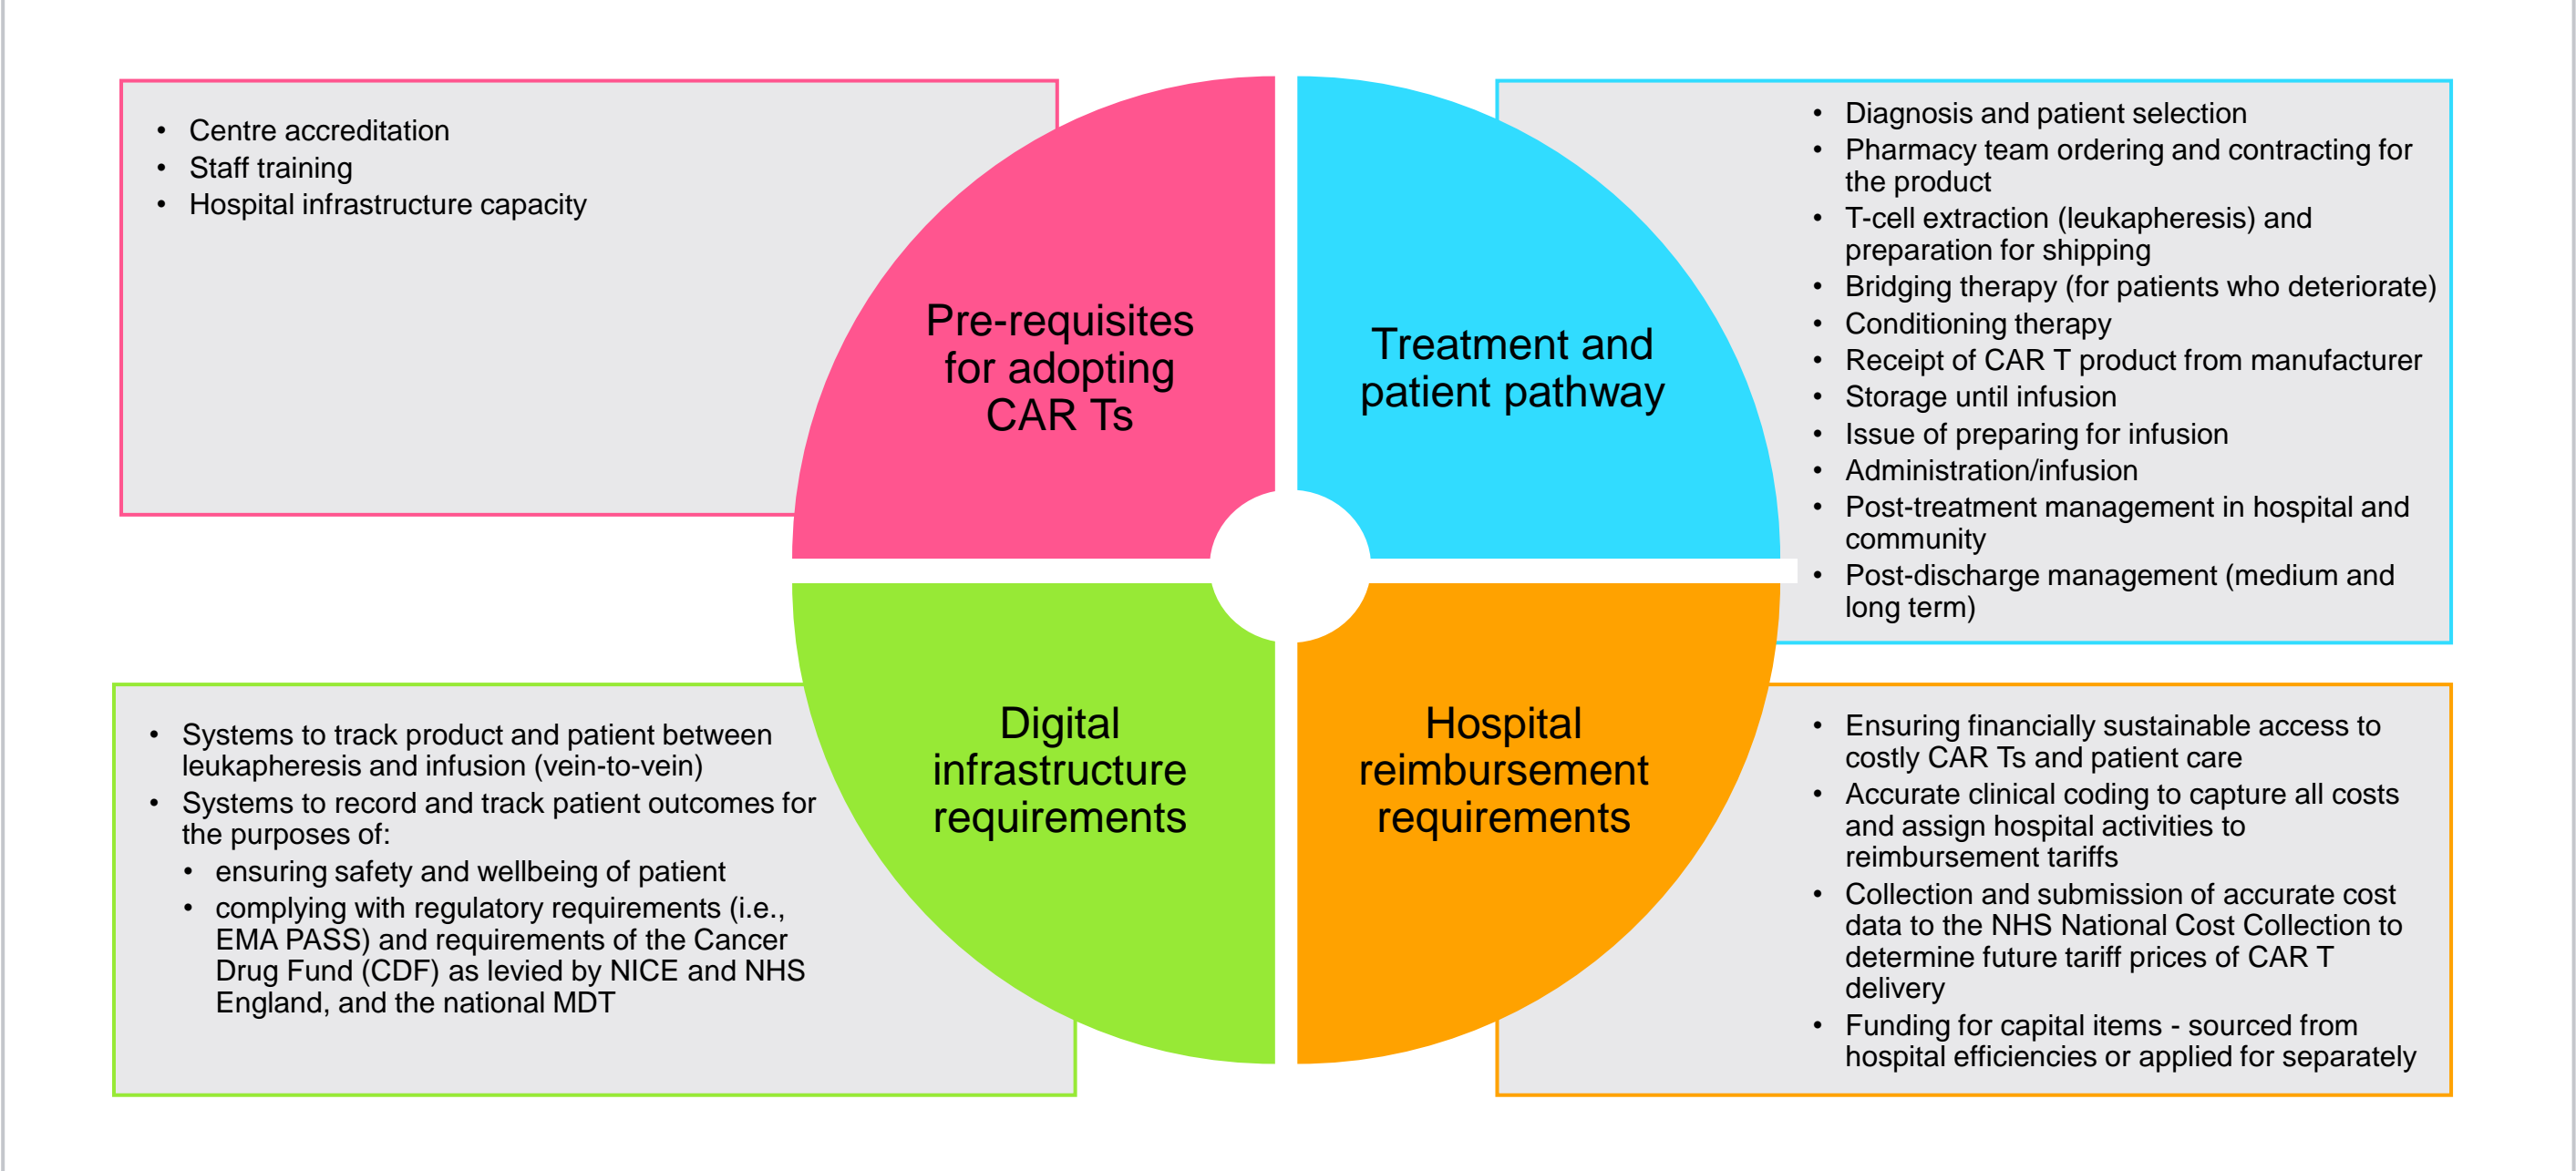 • Centre accreditation
• Staff training
• Hospital infrastructure capacity
Pre-requisites
for adopting
CAR Ts
Treatment and
patient pathway
• Diagnosis and patient selection
• Pharmacy team ordering and contracting for
the product
• T-cell extraction (leukapheresis) and
preparation for shipping
• Bridging therapy (for patients who deteriorate)
• Conditioning therapy
• Receipt of CAR T product from manufacturer
• Storage until infusion
• Issue of preparing for infusion
• Administration/infusion
• Post-treatment management in hospital and
community
• Post-discharge management (medium and
long term)
• Systems to track product and patient between
leukapheresis and infusion (vein-to-vein)
• Systems to record and track patient outcomes for
the purposes of:
• ensuring safety and wellbeing of patient
• complying with regulatory requirements (i.e.,
EMA PASS) and requirements of the Cancer
Drug Fund (CDF) as levied by NICE and NHS
England, and the national MDT
Digital
infrastructure
requirements
Hospital
reimbursement
requirements
• Ensuring financially sustainable access to
costly CAR Ts and patient care
• Accurate clinical coding to capture all costs
and assign hospital activities to
reimbursement tariffs
• Collection and submission of accurate cost
data to the NHS National Cost Collection to
determine future tariff prices of CAR T
delivery
• Funding for capital items - sourced from
hospital efficiencies or applied for separately